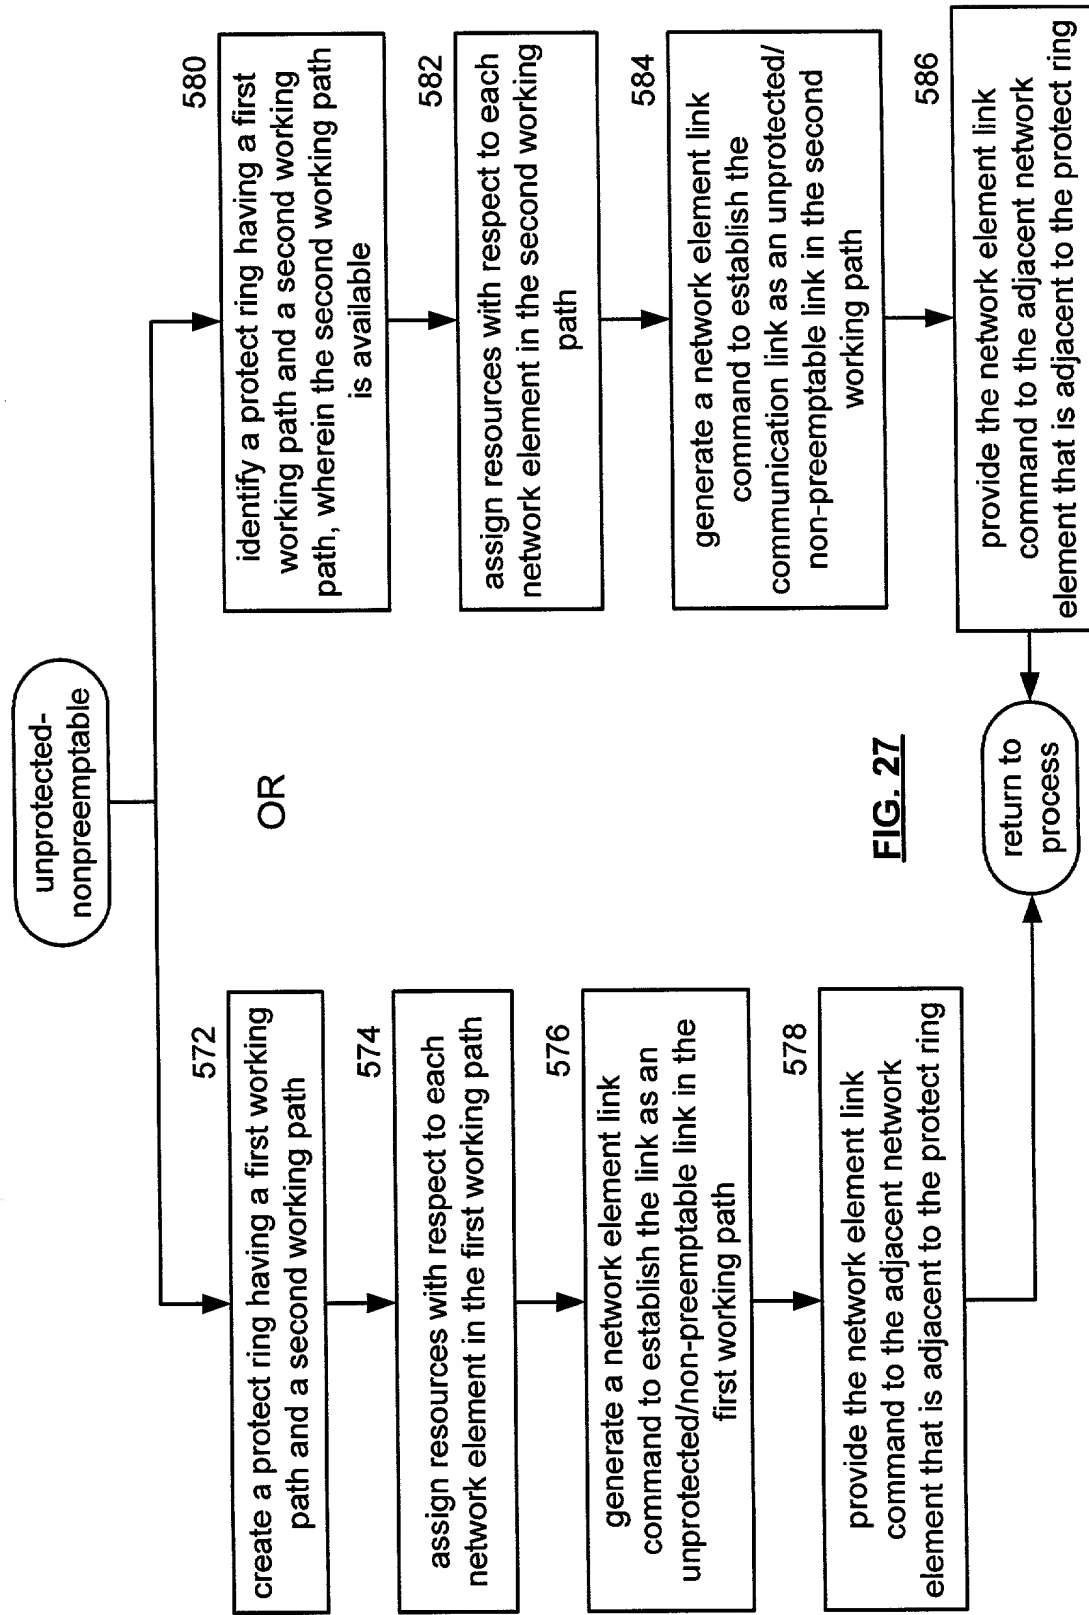 unprotected-
nonpreemptable
572
create a protect ring having a first working
path and a second working path
574
assign resources with respect to each
network element in the first working path
576
generate a network element link
command to establish the link as an
unprotected/non-preemptable link in the
first working path
578
provide the network element link
command to the adjacent network
element that is adjacent to the protect ring
OR
580
identify a protect ring having a first
working path and a second working
path, wherein the second working path
is available
582
assign resources with respect to each
network element in the second working
path
584
generate a network element link
command to establish the
communication link as an unprotected/
non-preemptable link in the second
working path
586
provide the network element link
command to the adjacent network
element that is adjacent to the protect ring
return to
process
FIG. 27